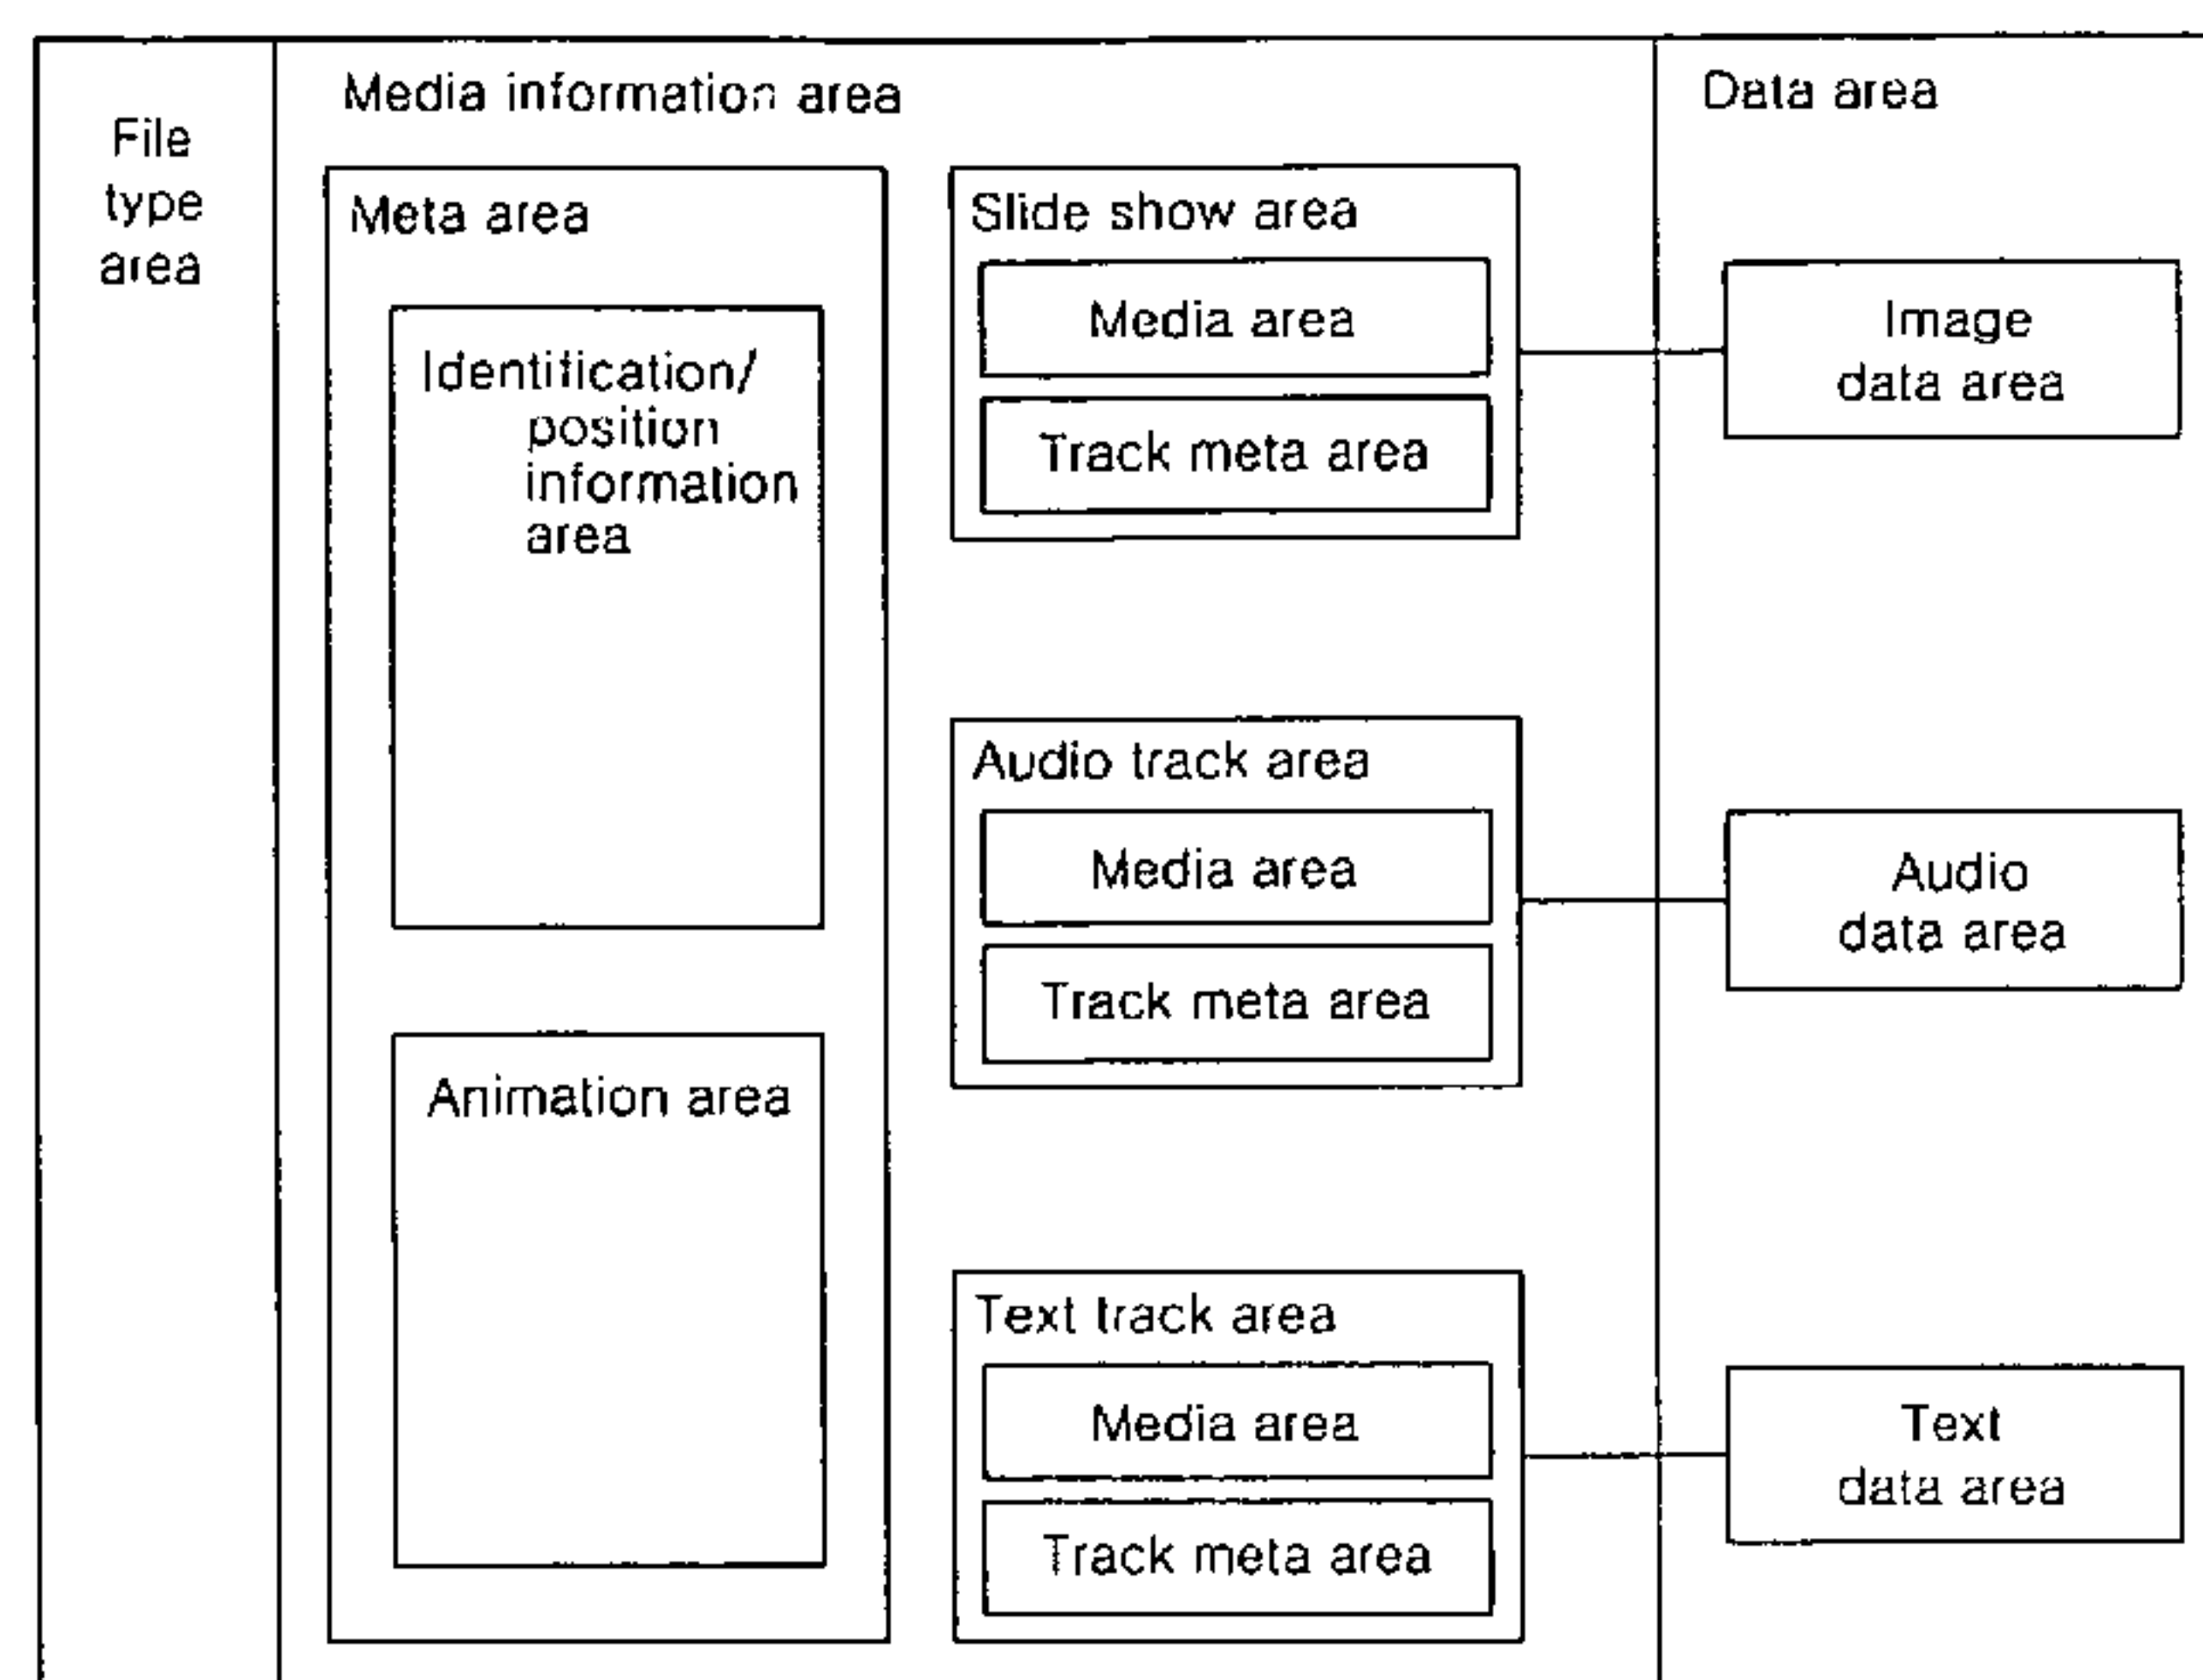 File
type
area
Media information area
Meta area
Identification/
position
information
area
Animation area
Slide show area
Media area
Track meta area
Audio track area
Media area
Track meta area
Text track area
Media area
Track meta area
Data area
Image
data area
Audio
data area
Text
data area